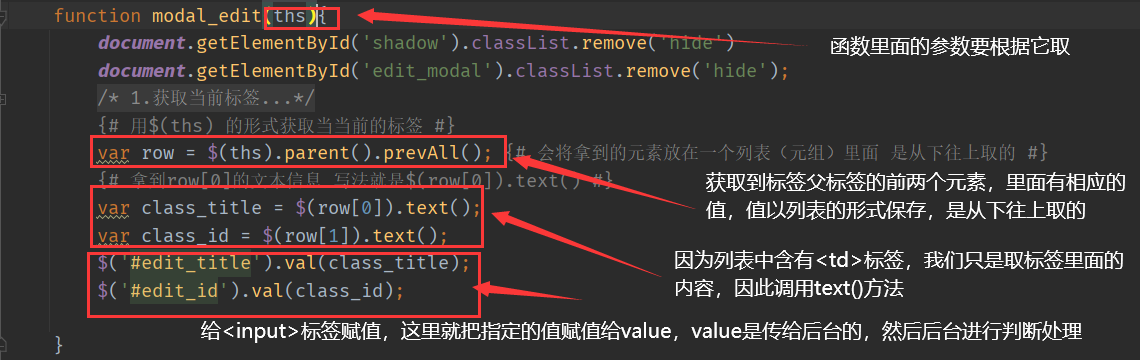 function modal_edit(ths){
函数里面的参数要根据它取
document.getElementById('shadow').classList.remove('hide')
document.getElementById('edit_modal').classList.remove('hide');
/* 1.获取当前标签...*/
{# 用$(ths) 的形式获取当当前的标签 #}
var row = $(ths).parent().prevAll(); {# 会将拿到的元素放在一个列表（元组）里面 是从下往上取的 #}
{# 拿到row[0]的文本信息 写法就是$(row[0]).text() #}
获取到标签父标签的前两个元素，里面有相应的
值，值以列表的形式保存，是从下往上取的
var class_title = $(row[0]).text();
var class_id = $(row[1]).text();
因为列表中含有<td>标签，我们只是取标签里面的
内容，因此调用text()方法
$('#edit_title').val(class_title);
$('#edit_id').val(class_id);
给<input>标签赋值，这里就把指定的值赋值给value，value是传给后台的，然后后台进行判断处理
}